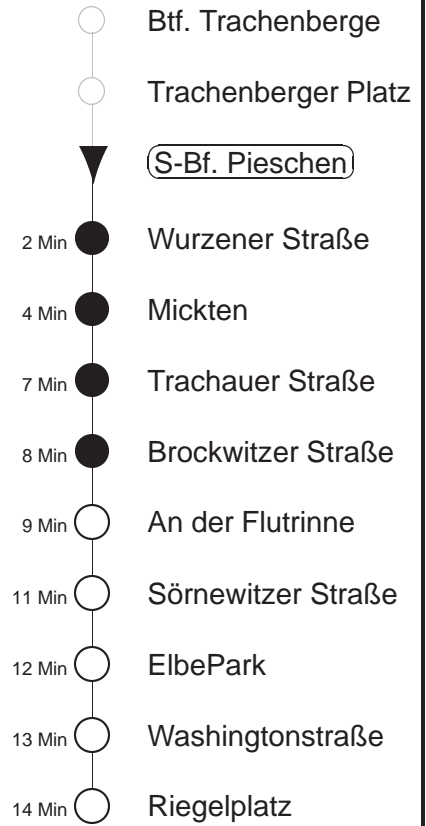 Btf. Trachenberge
Trachenberger Platz
S-Bf. Pieschen
2 Min Wurzener Straße
4 Min Mickten
7 Min Trachauer Straße
8 Min Brockwitzer Straße
9 Min An der Flutrinne
11 Min Sörnewitzer Straße
12 Min ElbePark
13 Min Washingtonstraße
14 Min Riegelplatz